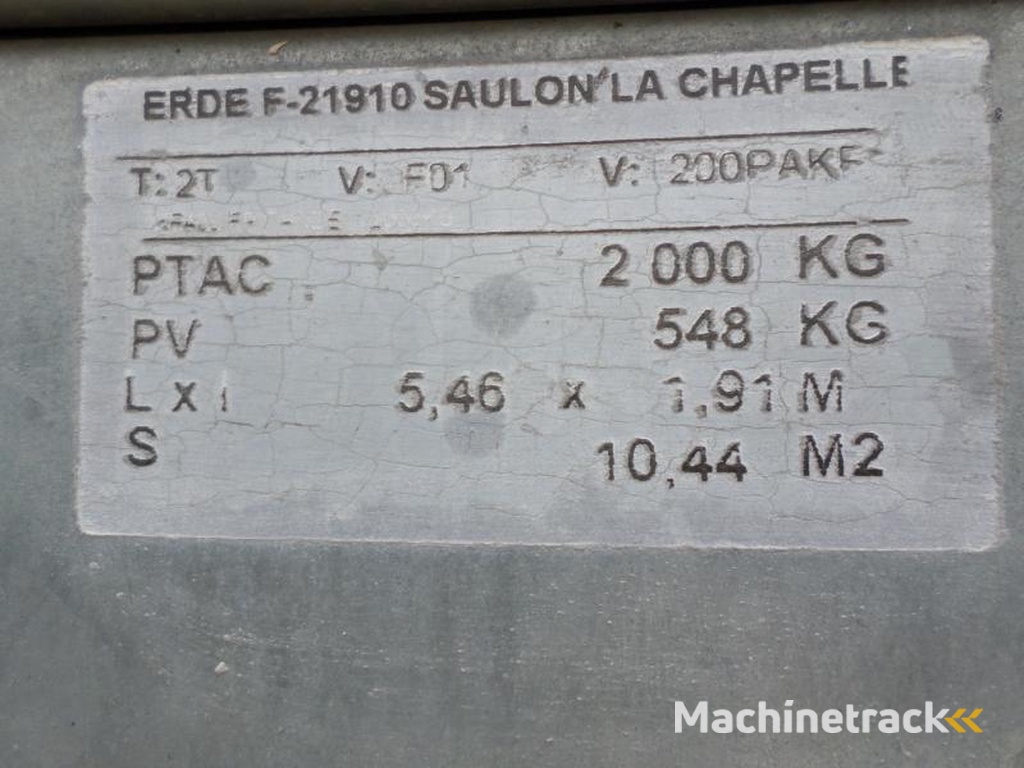 ERDE F-21910 SAULON LA CHAPELLE
T: 2T V: F01 V: 200PAKF
PTAC 2 000 KG
PV 548 KG
L x l 5,46 x 1,91 M
S 10,44 M2
Machinetrack